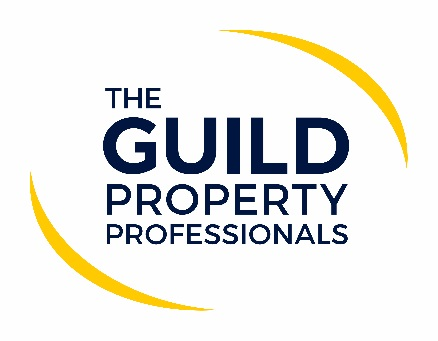 THE
GUILD
PROPERTY
PROFESSIONALS